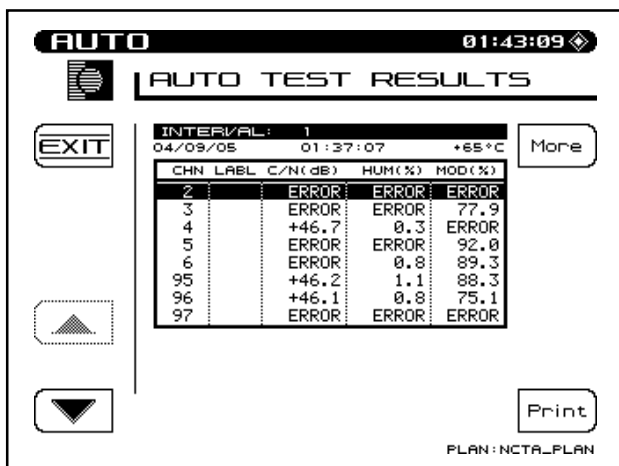 AUTO 01:43:09
AUTO TEST RESULTS
EXIT
INTERVAL: 1
04/09/05 01:37:07 +65°C
More
CHN LABL C/N(dB) HUM(%) MOD(%)
2 ERROR ERROR ERROR
3 ERROR ERROR 77.9
4 +46.7 0.3 ERROR
5 ERROR ERROR 92.0
6 ERROR 0.8 89.3
95 +46.2 1.1 88.3
96 +46.1 0.8 75.1
97 ERROR ERROR ERROR
Print
PLAN:NCTA_PLAN